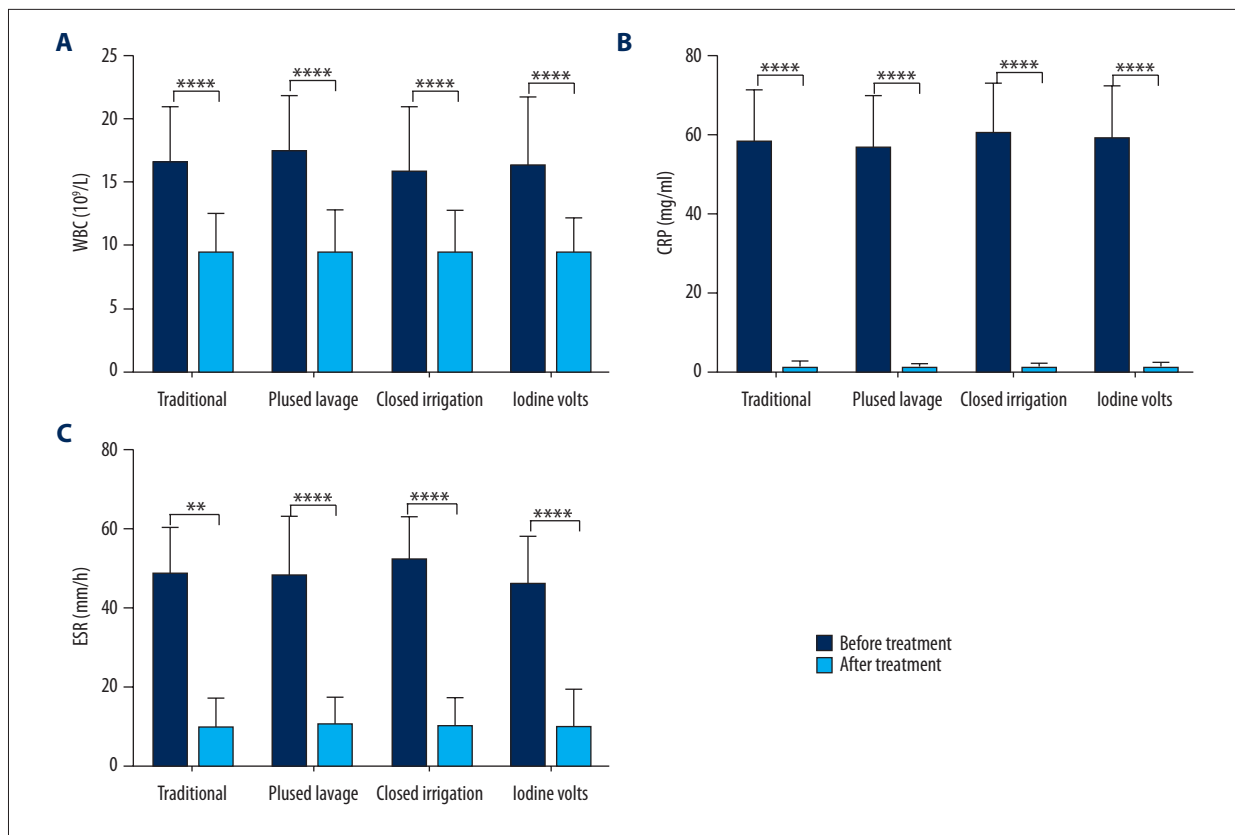 A
25
20
15
10
5
0
WBC (10⁹/L)
**** **** **** ****
Traditional Plused lavage Closed irrigation Iodine volts
B
80
60
40
20
0
CRP (mg/ml)
**** **** **** ****
Traditional Plused lavage Closed irrigation Iodine volts
C
80
60
40
20
0
ESR (mm/h)
** **** **** ****
Traditional Plused lavage Closed irrigation Iodine volts
Before treatment
After treatment